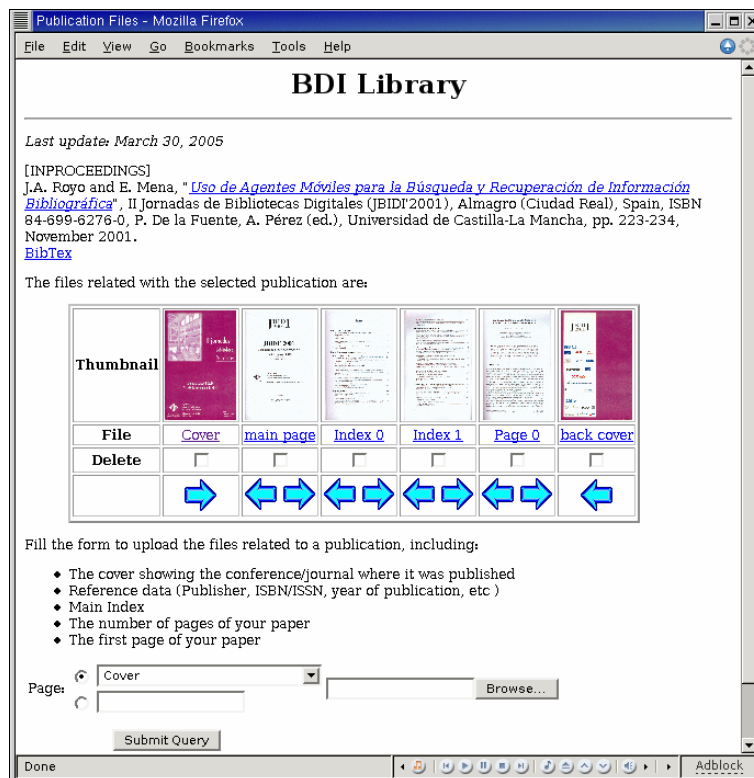 Publication Files - Mozilla Firefox
File Edit View Go Bookmarks Tools Help
BDI Library
Last update: March 30, 2005
[INPROCEEDINGS]
J.A. Royo and E. Mena, "Uso de Agentes Móviles para la Búsqueda y Recuperación de Información
Bibliográfica", II Jornadas de Bibliotecas Digitales (JBIDI'2001), Almagro (Ciudad Real), Spain, ISBN
84-699-6276-0, P. De la Fuente, A. Pérez (ed.), Universidad de Castilla-La Mancha, pp. 223-234,
November 2001.
BibTex
The files related with the selected publication are:
Thumbnail
File Cover main page Index 0 Index 1 Page 0 back cover
Delete
Fill the form to upload the files related to a publication, including:
The cover showing the conference/journal where it was published
Reference data (Publisher, ISBN/ISSN, year of publication, etc )
Main Index
The number of pages of your paper
The first page of your paper
Page: Cover Browse...
Submit Query
Done Adblock